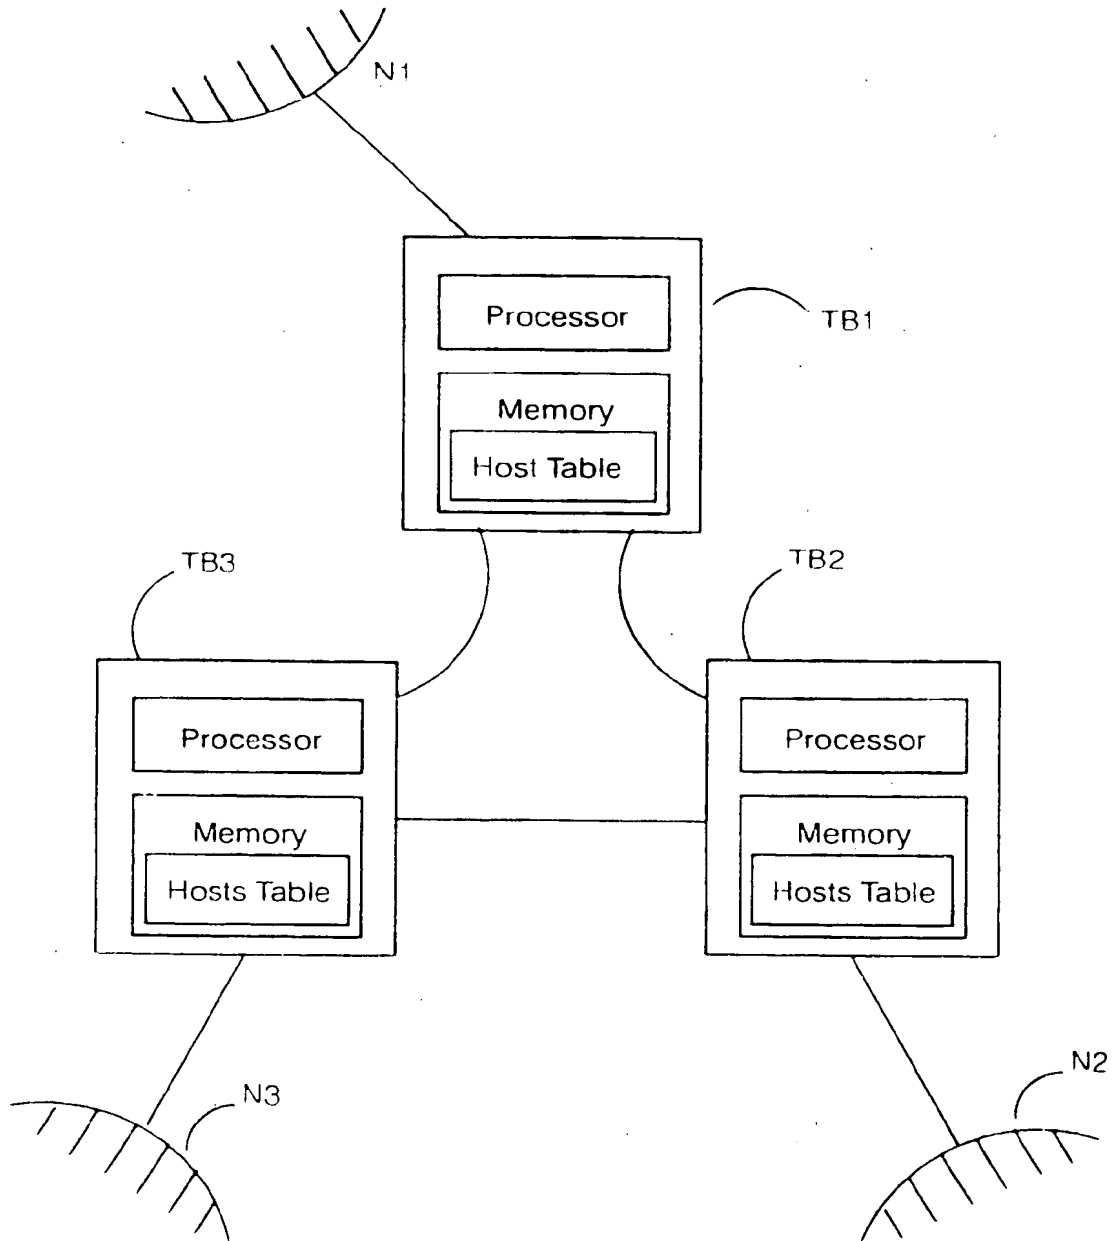 N1
Processor
TB1
Memory
Host Table
TB3
TB2
Processor
Processor
Memory
Memory
Hosts Table
Hosts Table
N3
N2